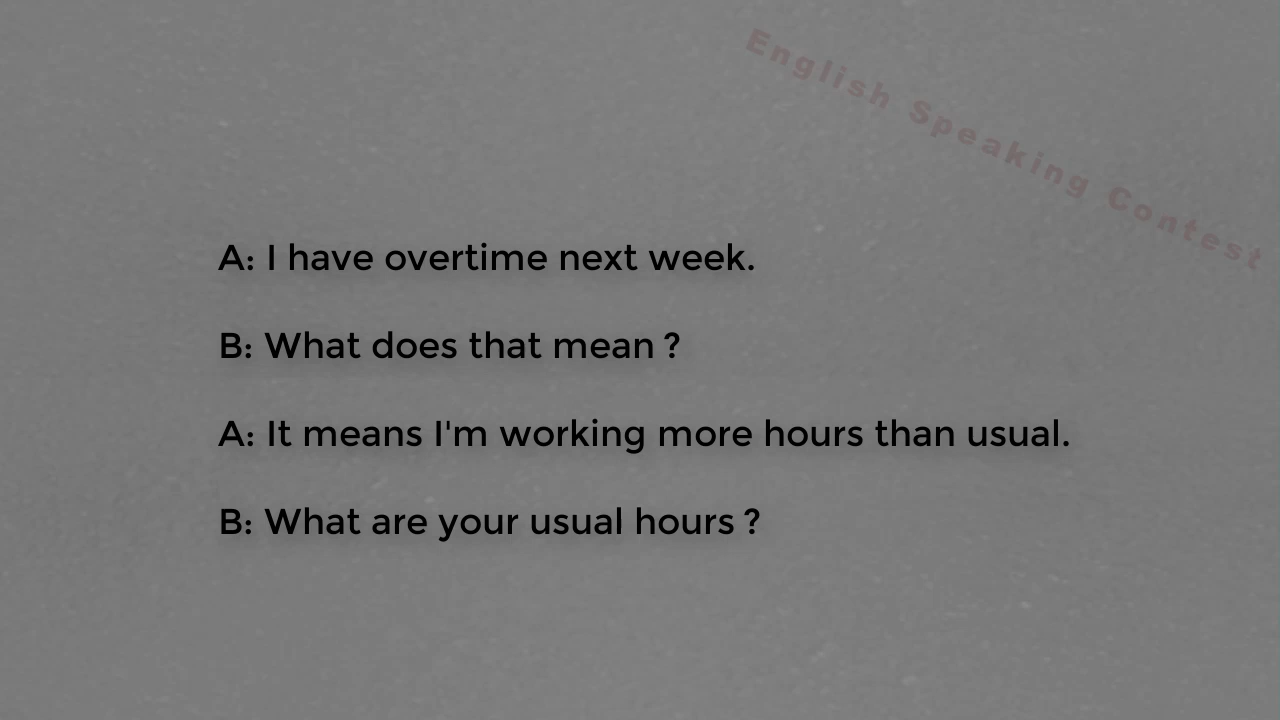 English Speaking Contest
A: I have overtime next week.
B: What does that mean ?
A: It means I'm working more hours than usual.
B: What are your usual hours ?